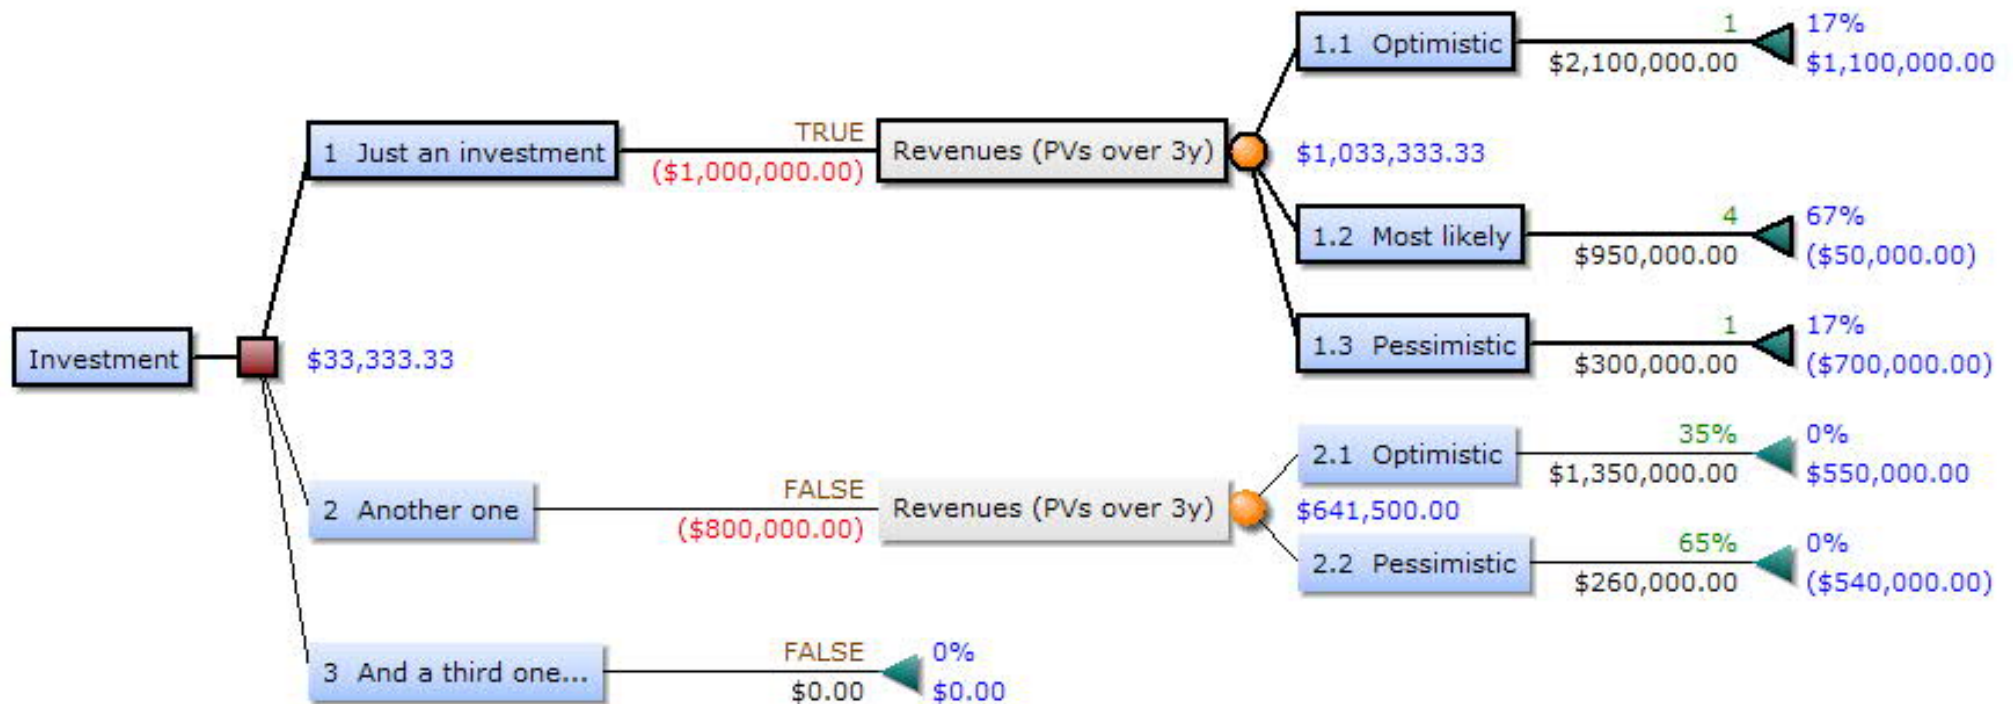 1.1 Optimistic
1
$2,100,000.00
17%
$1,100,000.00
1 Just an investment
TRUE
($1,000,000.00)
Revenues (PVs over 3y)
$1,033,333.33
1.2 Most likely
4
$950,000.00
67%
($50,000.00)
1.3 Pessimistic
1
$300,000.00
17%
($700,000.00)
Investment
$33,333.33
2.1 Optimistic
35%
$1,350,000.00
0%
$550,000.00
2 Another one
FALSE
($800,000.00)
Revenues (PVs over 3y)
$641,500.00
2.2 Pessimistic
65%
$260,000.00
0%
($540,000.00)
3 And a third one...
FALSE
$0.00
0%
$0.00